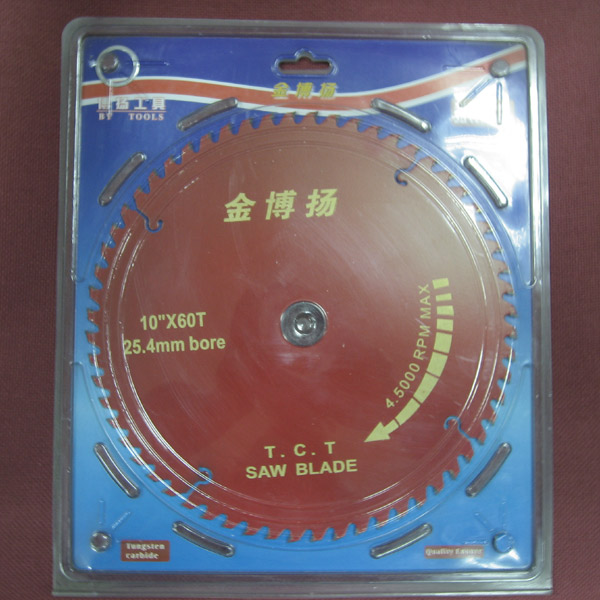 金博扬
博扬工具
BY TOOLS
金博扬
10"X60T
25.4mm bore
4.5000 RPM/MAX
T.C.T
SAW BLADE
Tungsten
carbide
Quality